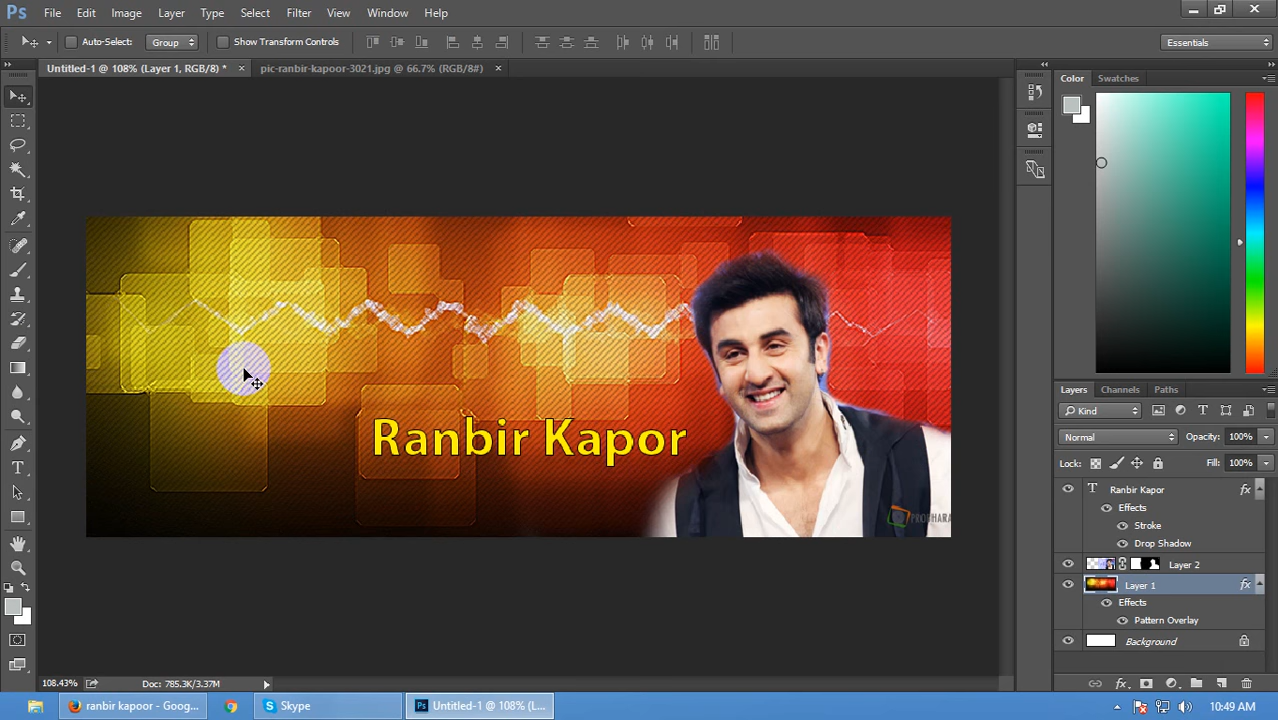 Ps File Edit Image Layer Type Select Filter View Window Help
Auto-Select: Group Show Transform Controls Essentials
Untitled-1 @ 108% (Layer 1, RGB/8) * × pic-ranbir-kapoor-3021.jpg @ 66.7% (RGB/8#) ×
Color Swatches
Ranbir Kapor
Layers Channels Paths
Kind
Normal Opacity: 100%
Lock: Fill: 100%
T Ranbir Kapor fx
Effects
Stroke
Drop Shadow
Layer 2
Layer 1 fx
Effects
Pattern Overlay
Background
108.43% Doc: 785.3K/3.37M
ranbir kapoor - Goog... Skype Untitled-1 @ 108% (L... 10:49 AM